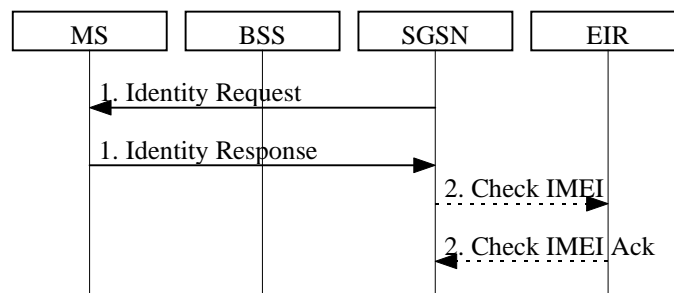 MS BSS SGSN EIR
1. Identity Request
1. Identity Response
2. Check IMEI
2. Check IMEI Ack